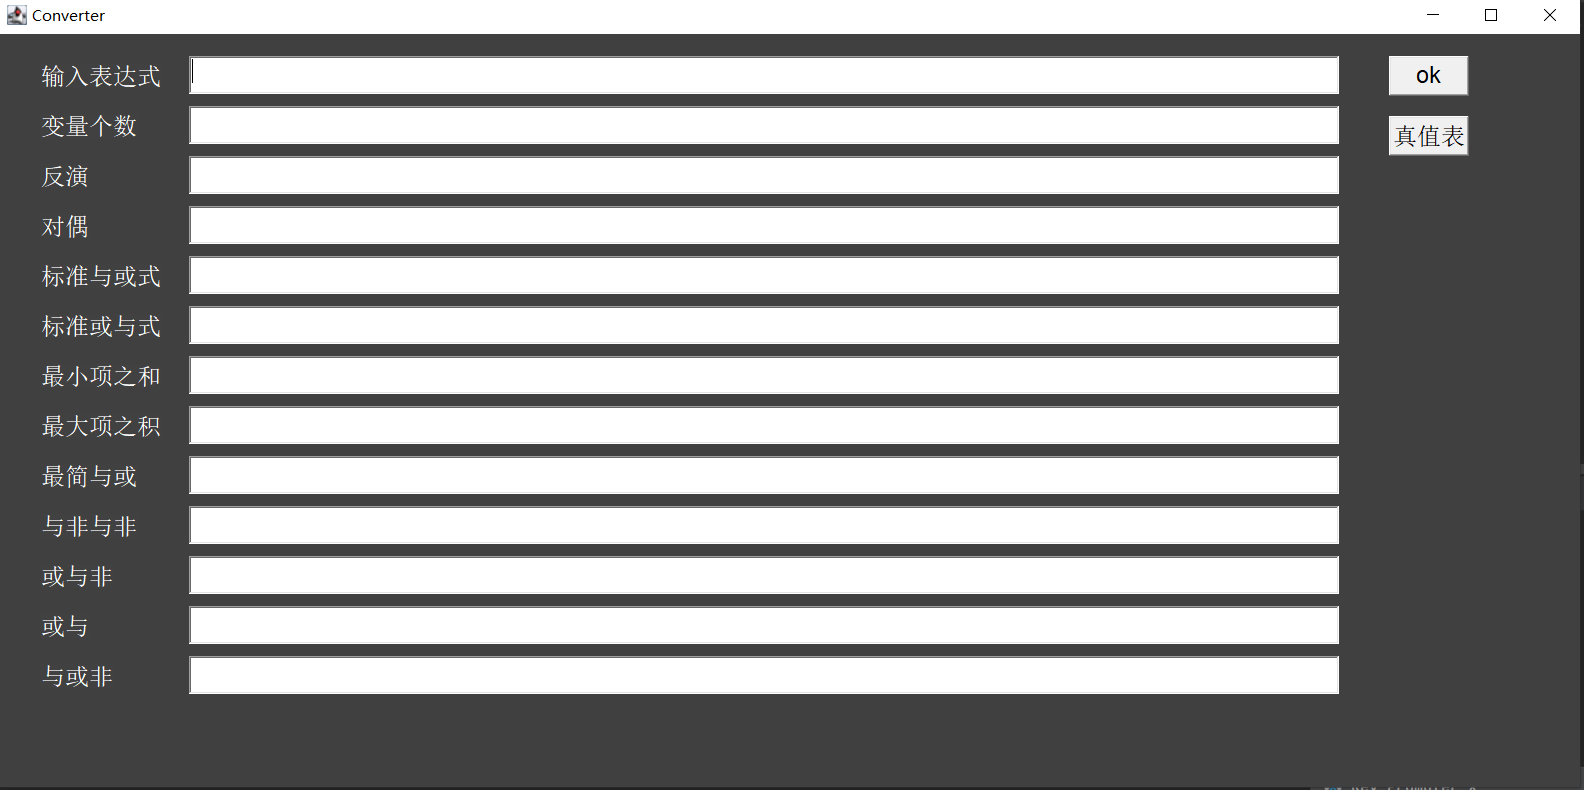 Converter
输入表达式
ok
变量个数
真值表
反演
对偶
标准与或式
标准或与式
最小项之和
最大项之积
最简与或
与非与非
或与非
或与
与或非